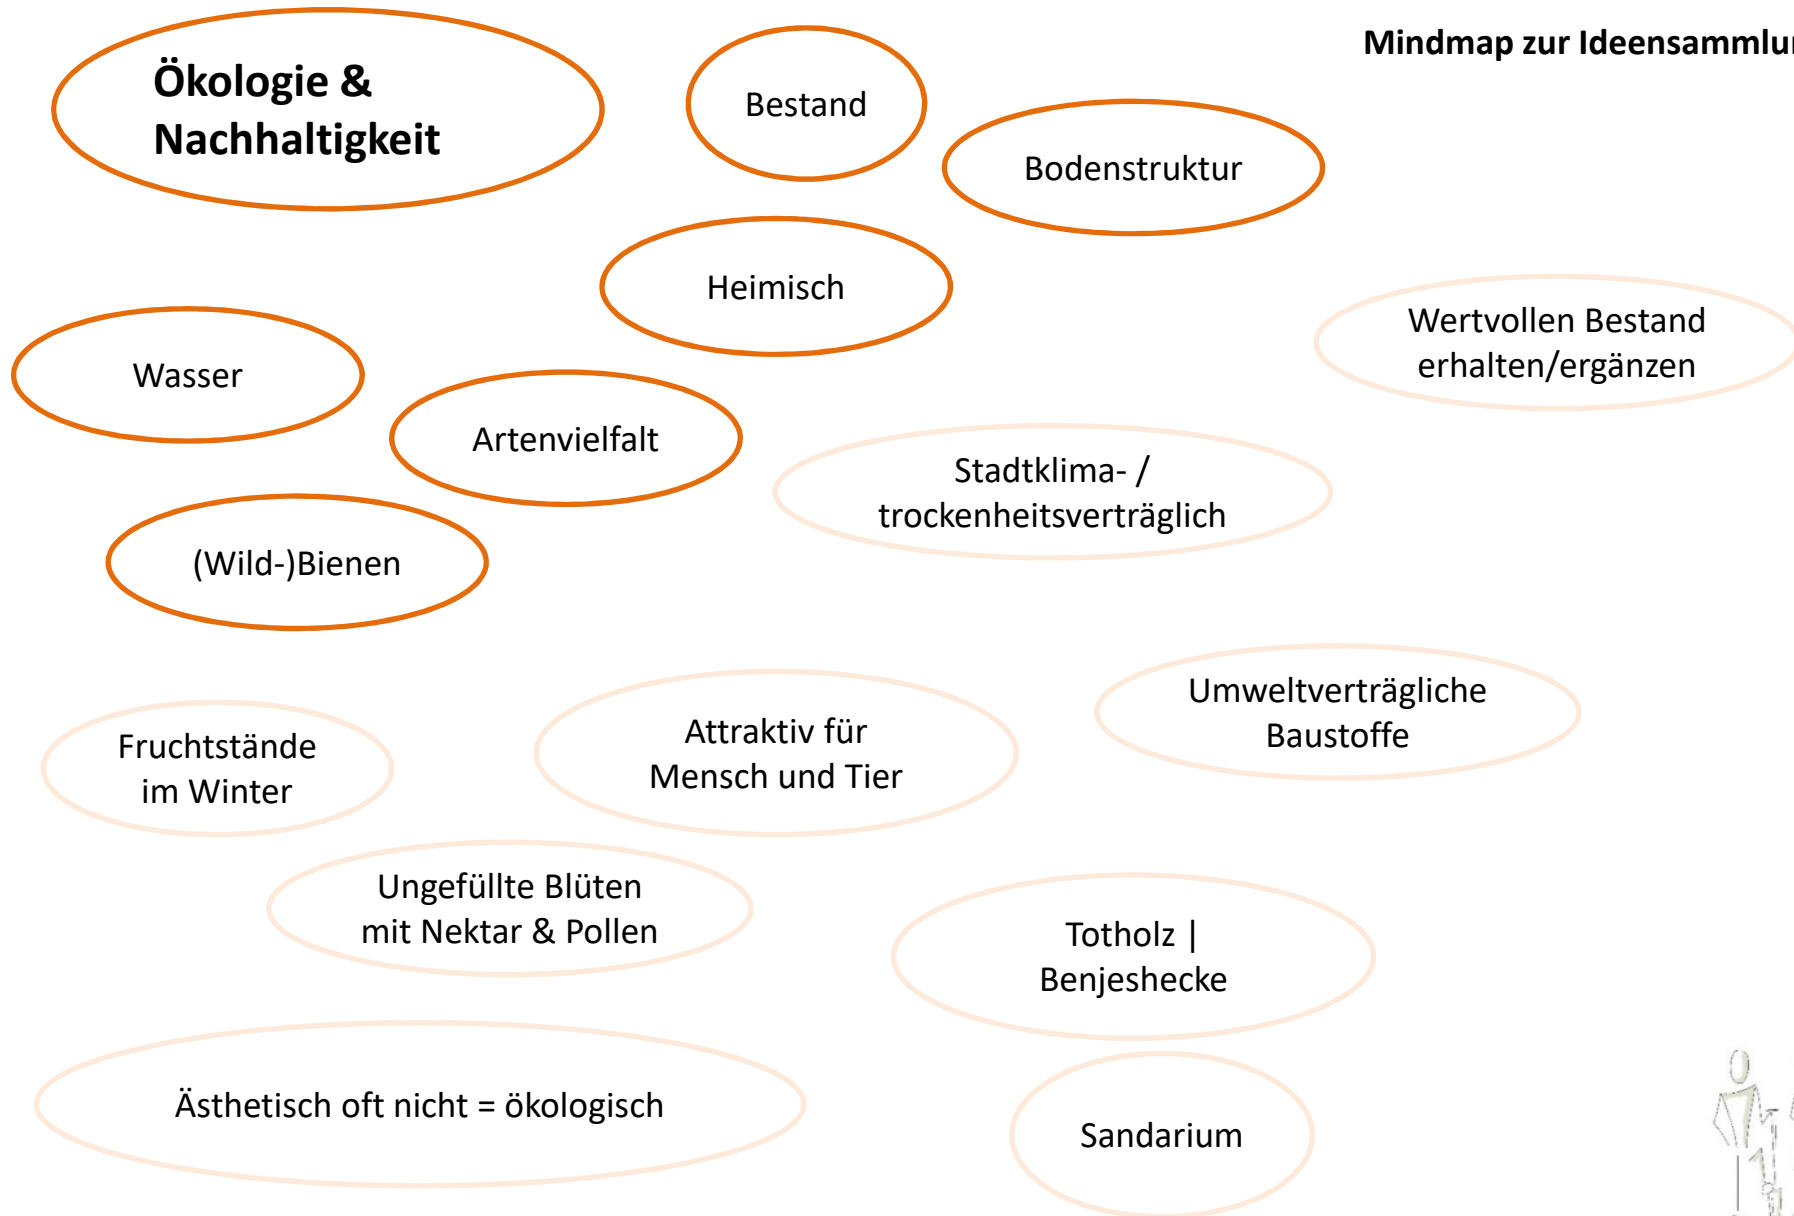 Mindmap zur Ideensammlu
Ökologie &
Nachhaltigkeit
Bestand
Bodenstruktur
Heimisch
Wertvollen Bestand
erhalten/ergänzen
Wasser
Artenvielfalt
Stadtklima- /
trockenheitsverträglich
(Wild-)Bienen
Umweltverträgliche
Baustoffe
Attraktiv für
Mensch und Tier
Fruchtstände
im Winter
Ungefüllte Blüten
mit Nektar & Pollen
Totholz |
Benjeshecke
Ästhetisch oft nicht = ökologisch
Sandarium